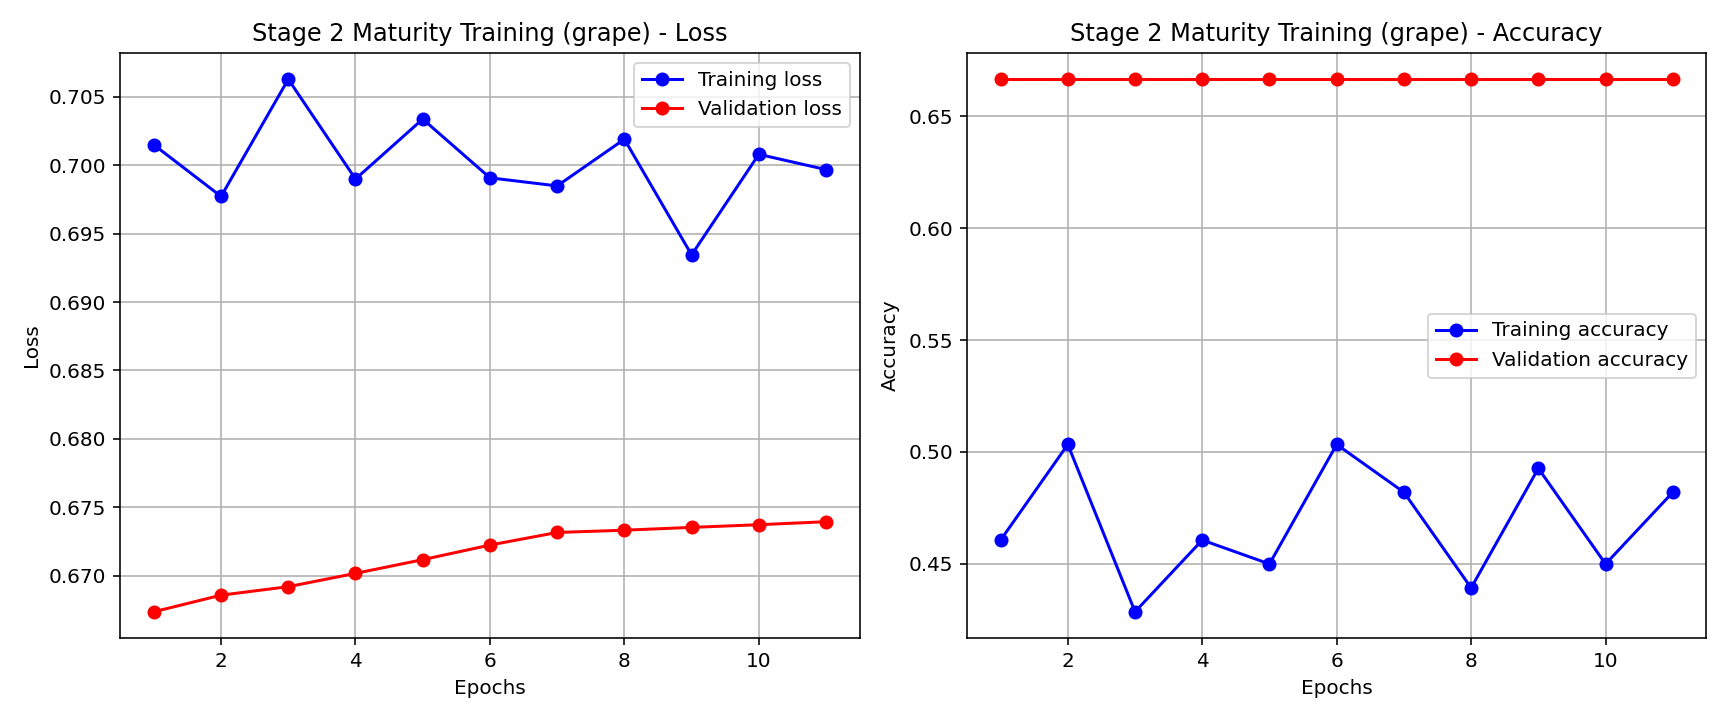 Stage 2 Maturity Training (grape) - Loss
Training loss
Validation loss
0.705
0.700
0.695
0.690
0.685
0.680
0.675
0.670
Loss
2 4 6 8 10
Epochs
Stage 2 Maturity Training (grape) - Accuracy
0.65
0.60
0.55
0.50
0.45
Accuracy
Training accuracy
Validation accuracy
2 4 6 8 10
Epochs